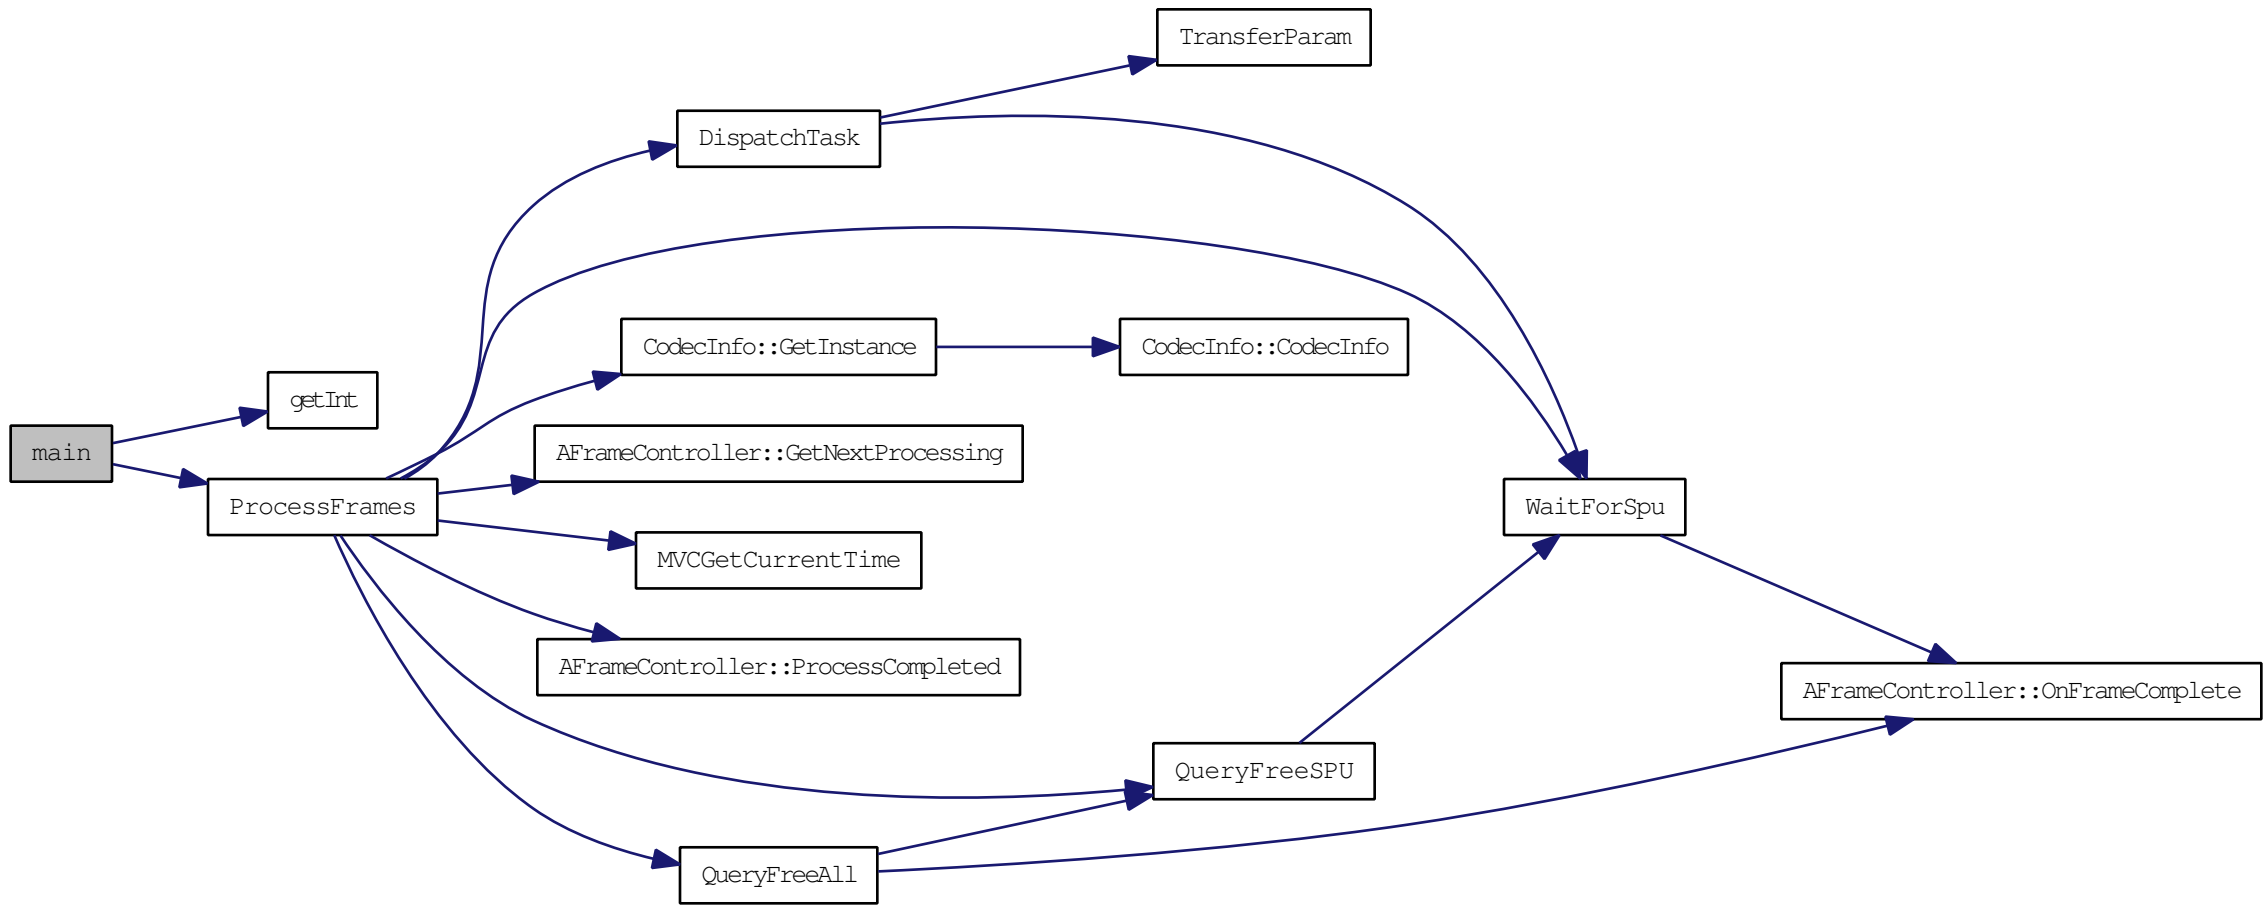 TransferParam
DispatchTask
CodecInfo::GetInstance
CodecInfo::CodecInfo
getInt
main
AFrameController::GetNextProcessing
ProcessFrames
WaitForSpu
MVCGetCurrentTime
AFrameController::ProcessCompleted
AFrameController::OnFrameComplete
QueryFreeSPU
QueryFreeAll